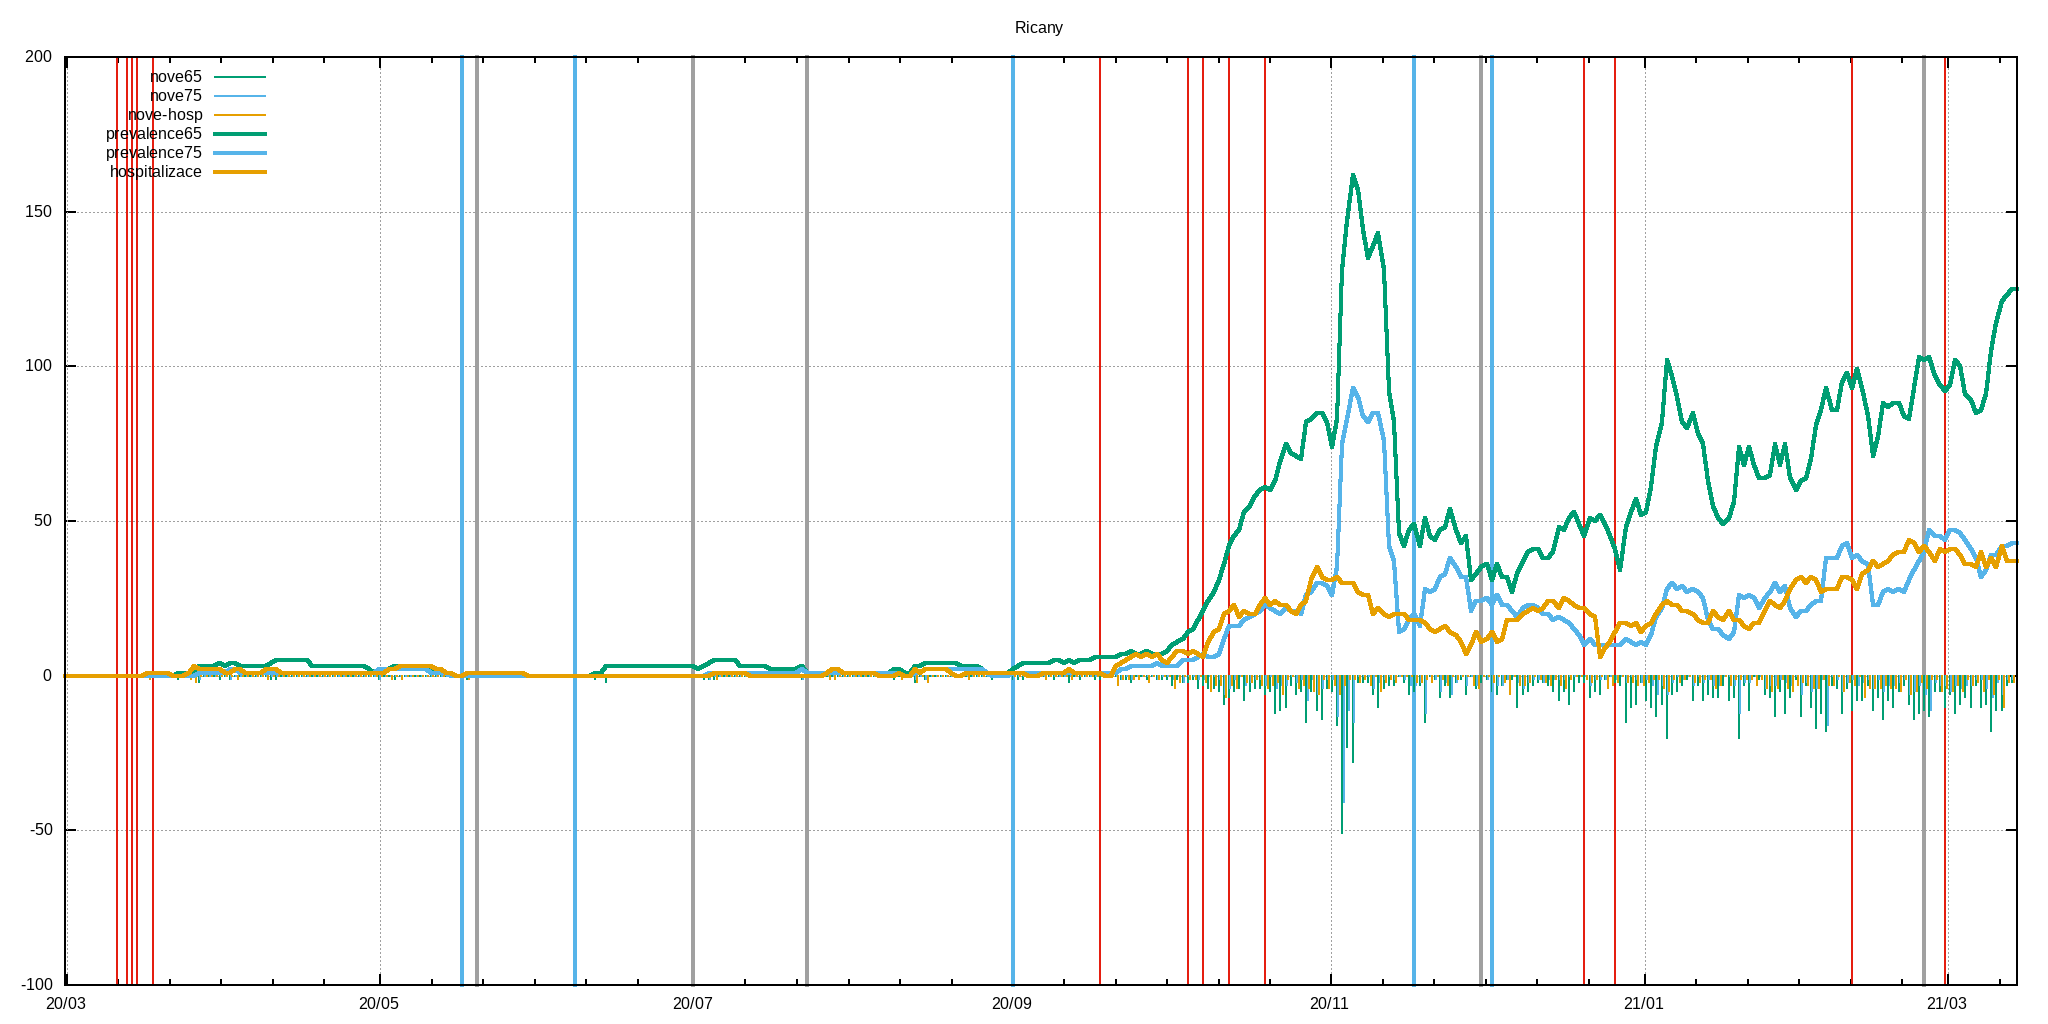 Ricany
200
150
100
50
0
-50
-100
nove65
nove75
nove-hosp
prevalence65
prevalence75
hospitalizace
20/03 20/05 20/07 20/09 20/11 21/01 21/03